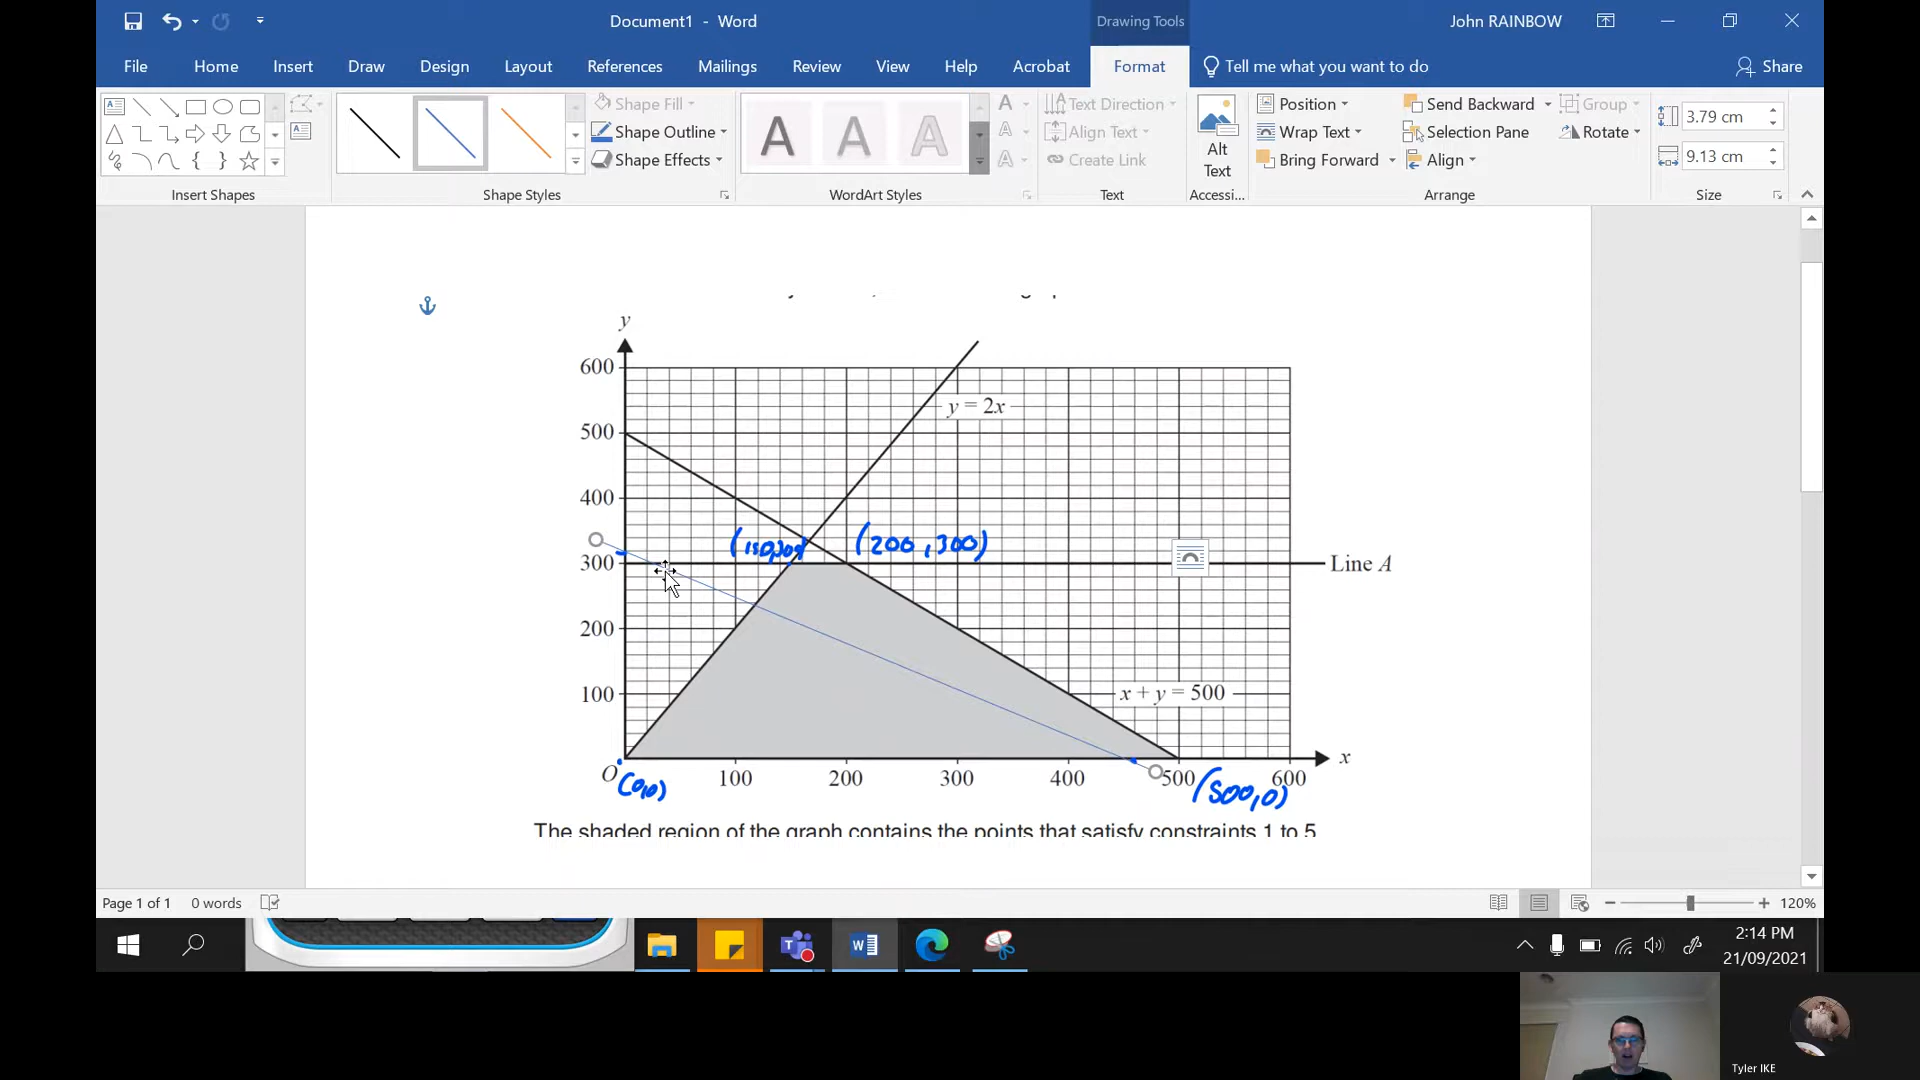 Document1 - Word
Drawing Tools
John RAINBOW
File Home Insert Draw Design Layout References Mailings Review View Help Acrobat Format Tell me what you want to do Share
Shape Fill
Shape Outline
Shape Effects
A A A
Text Direction
Align Text
Create Link
Alt
Text
Position
Wrap Text
Bring Forward
Send Backward
Selection Pane
Align
Group
Rotate
3.79 cm
9.13 cm
Insert Shapes Shape Styles WordArt Styles Text Accessi... Arrange Size
y
600
y = 2x
500
400
(200,300)
300
Line A
200
100
x + y = 500
x
O
100 200 300 400 500 600
(0,0)
(500,0)
The shaded region of the graph contains the points that satisfy constraints 1 to 5
Page 1 of 1 0 words
120%
2:14 PM
21/09/2021
Tyler IKE